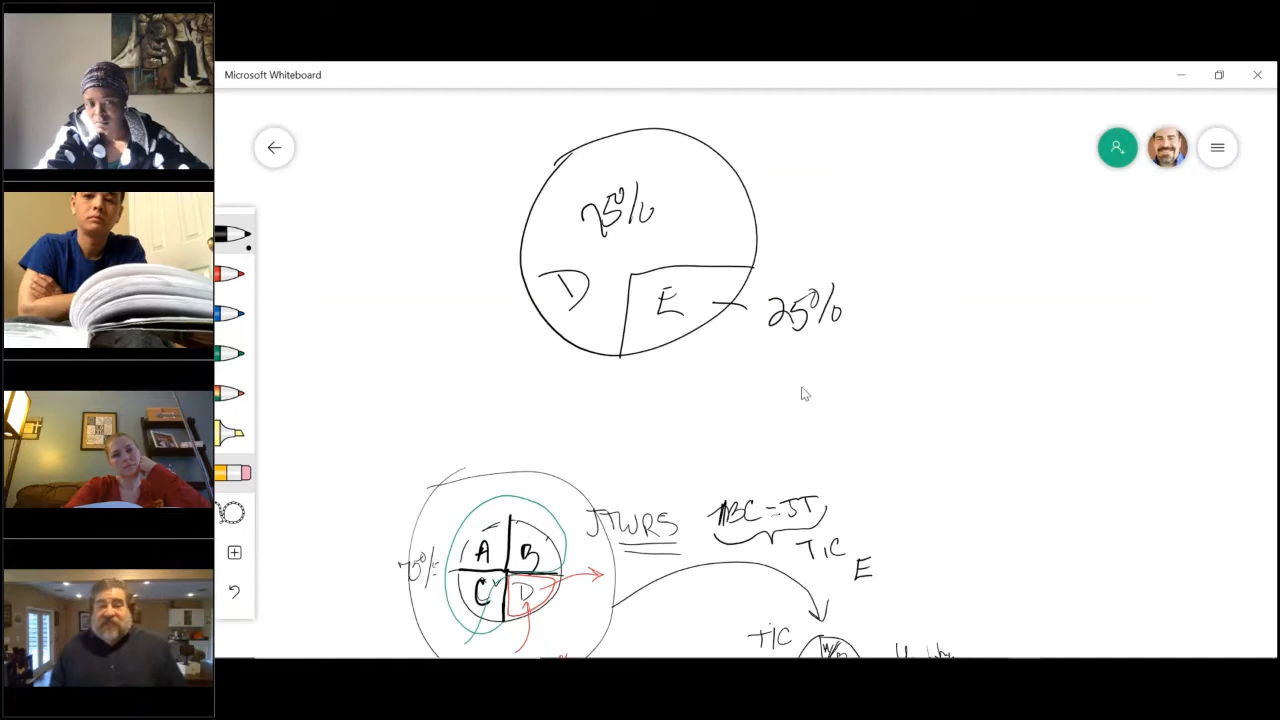 Microsoft Whiteboard
75%
D
E
25%
JTWRS
ABC = JT
TIC
E
A
B
75%
C
D
TIC